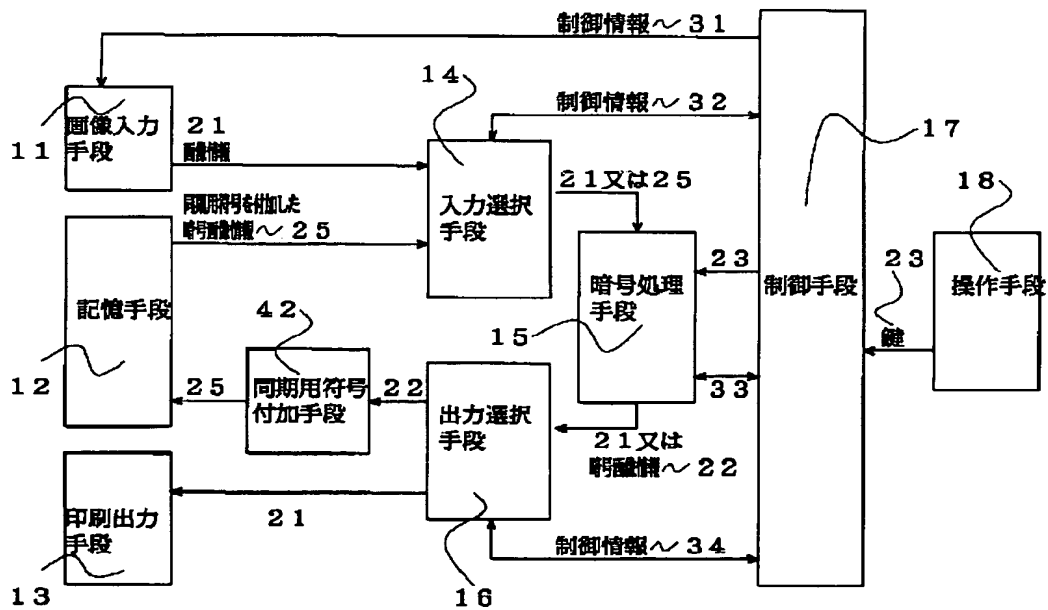 制御情報～31
14
制御情報～32
17
11
画像入力
手段
21
画像情報
同期用符号を付加した
暗号画像情報～25
入力選択
手段
21又は25
18
23
記憶手段
12
42
25
同期用符号
付加手段
22
暗号処理
手段
15
23
33
制御手段
鍵
操作手段
出力選択
手段
21又は
暗号画像情報～22
印刷出力
手段
13
21
16
制御情報～34